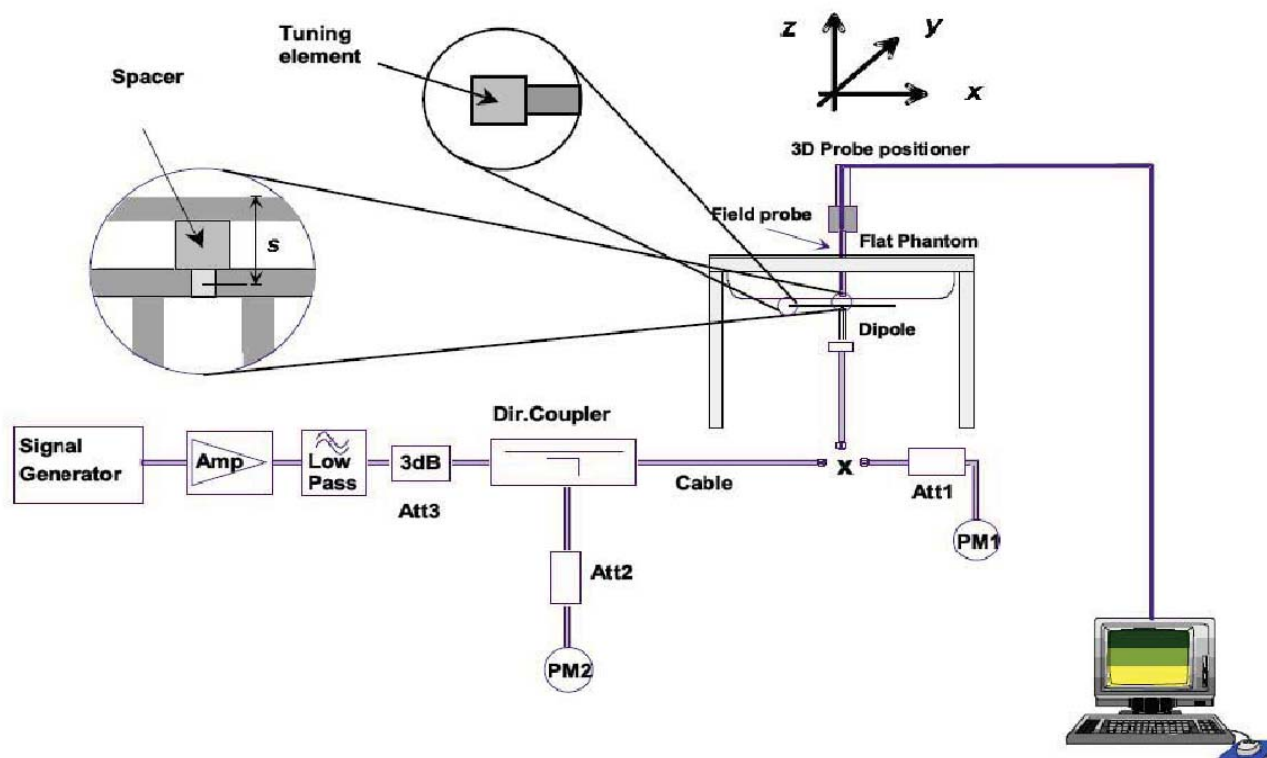 Tuning
element
Spacer
s
z
y
x
3D Probe positioner
Field probe
Flat Phantom
Dipole
Dir.Coupler
Signal
Generator
Amp
Low
Pass
3dB
Att3
Cable
x
Att1
PM1
Att2
PM2